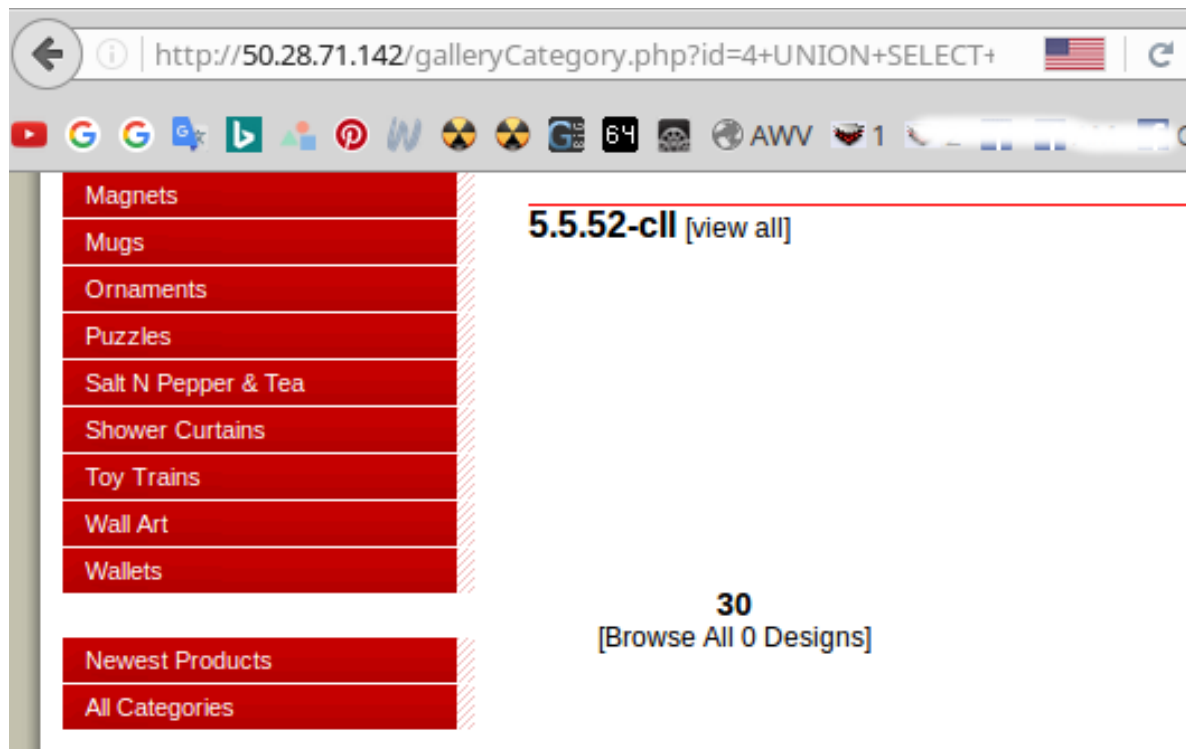 http://50.28.71.142/galleryCategory.php?id=4+UNION+SELECT+
64 AWV 1
Magnets
5.5.52-cll [view all]
Mugs
Ornaments
Puzzles
Salt N Pepper & Tea
Shower Curtains
Toy Trains
Wall Art
Wallets
30
[Browse All 0 Designs]
Newest Products
All Categories